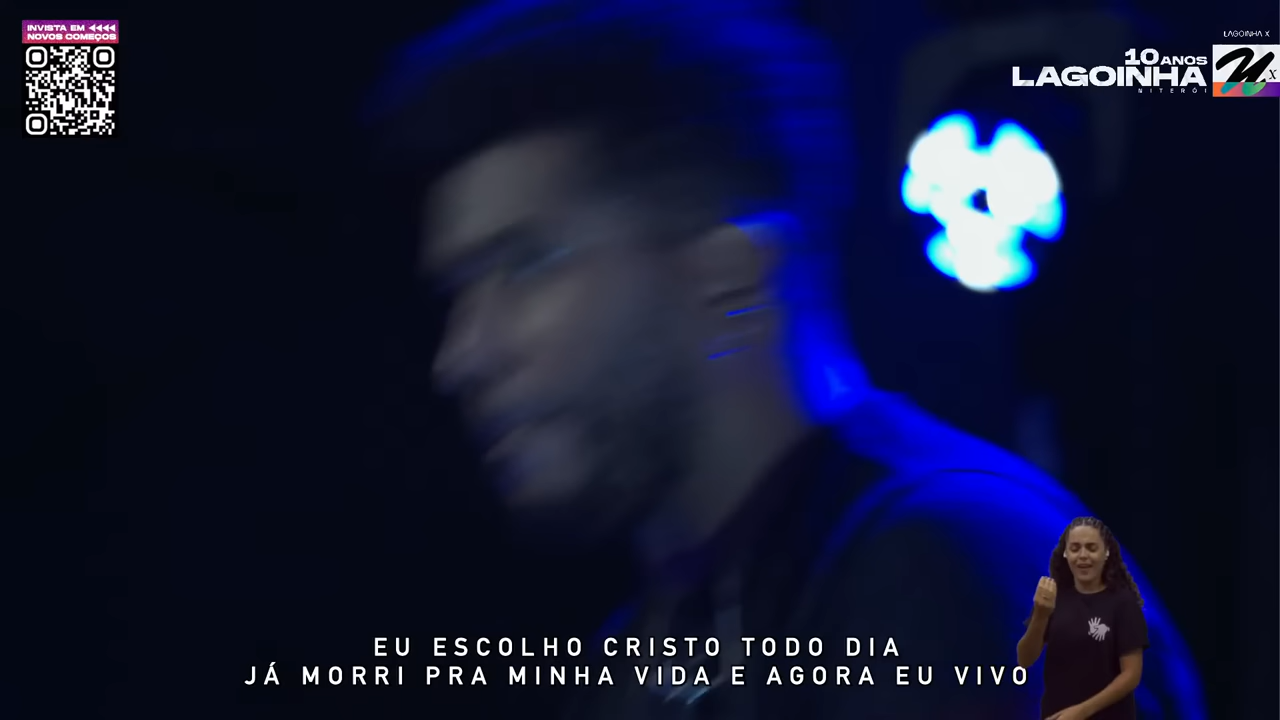 INVISTA EM
NOVOS COMEÇOS
LAGOINHA X
10 ANOS
LAGOINHA
NITERÓI
X
EU ESCOLHO CRISTO TODO DIA
JÁ MORRI PRA MINHA VIDA E AGORA EU VIVO